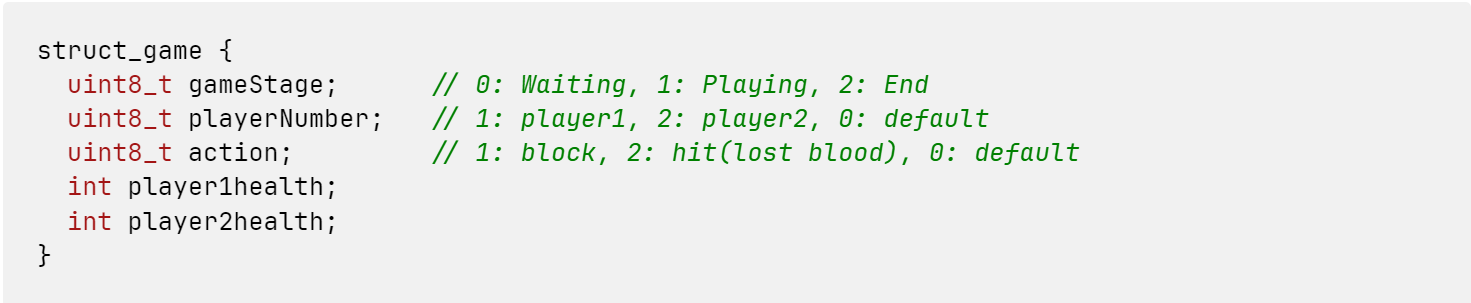 struct_game {
  uint8_t gameStage;      // 0: Waiting, 1: Playing, 2: End
  uint8_t playerNumber;   // 1: player1, 2: player2, 0: default
  uint8_t action;         // 1: block, 2: hit(lost blood), 0: default
  int player1health;
  int player2health;
}